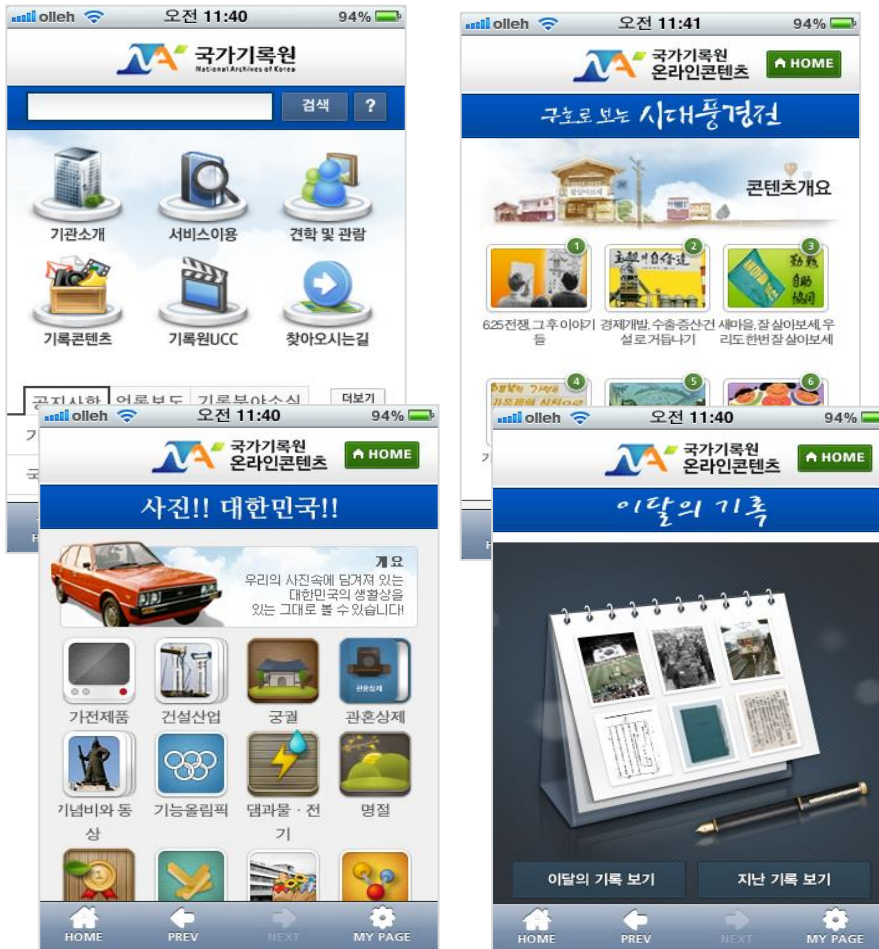 olleh 오전 11:40 94%
국가기록원
National Archives of Korea
검색 ?
기관소개 서비스이용 견학 및 관람
기록콘텐츠 기록원UCC 찾아오시는길
공지사항 언론보도 기록분야소식 더보기
olleh 오전 11:41 94%
국가기록원
온라인콘텐츠
HOME
구호로 보는 시대풍경전
콘텐츠개요
1 2 3
6.25전쟁, 그 후 이야기들
경제개발, 수출·증산·건설로 거듭나기
새마을, 잘 살아보세, 우리도 한번 잘 살아보세
4 5 6
olleh 오전 11:40 94%
국가기록원
온라인콘텐츠
HOME
사진!! 대한민국!!
개요
우리의 사진속에 담겨져 있는
대한민국의 생활상을
있는 그대로 볼 수 있습니다!
관혼상제
가전제품 건설산업 궁궐 관혼상제
기념비와 동상
기능올림픽
댐과물·전기
명절
HOME PREV NEXT MY PAGE
olleh 오전 11:40 94%
국가기록원
온라인콘텐츠
HOME
이달의 기록
이달의 기록 보기 지난 기록 보기
HOME PREV NEXT MY PAGE